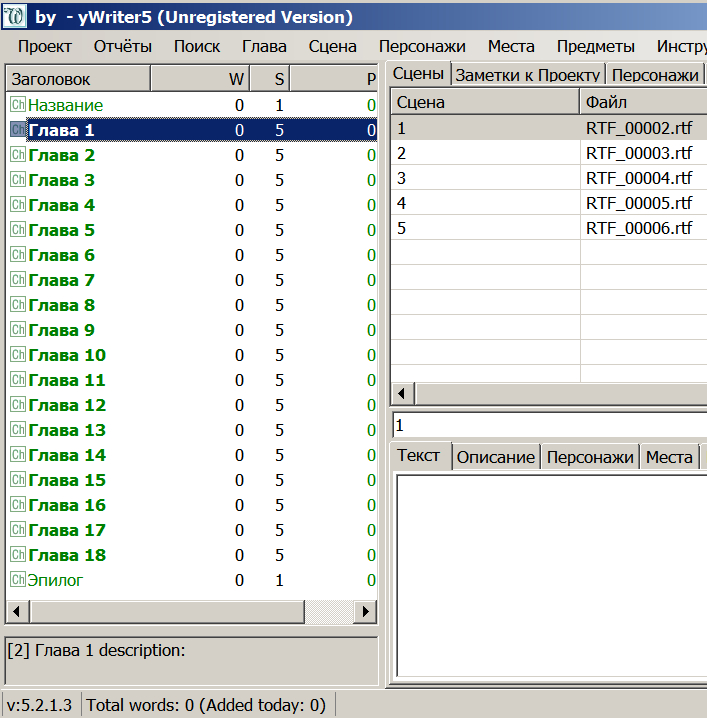 by - yWriter5 (Unregistered Version)
Проект Отчёты Поиск Глава Сцена Персонажи Места Предметы Инстру
Заголовок W S P
Ch Название 0 1 0
Ch Глава 1 0 5 0
Ch Глава 2 0 5 0
Ch Глава 3 0 5 0
Ch Глава 4 0 5 0
Ch Глава 5 0 5 0
Ch Глава 6 0 5 0
Ch Глава 7 0 5 0
Ch Глава 8 0 5 0
Ch Глава 9 0 5 0
Ch Глава 10 0 5 0
Ch Глава 11 0 5 0
Ch Глава 12 0 5 0
Ch Глава 13 0 5 0
Ch Глава 14 0 5 0
Ch Глава 15 0 5 0
Ch Глава 16 0 5 0
Ch Глава 17 0 5 0
Ch Глава 18 0 5 0
Ch Эпилог 0 1 0
[2] Глава 1 description:
Сцены Заметки к Проекту Персонажи
Сцена Файл
1 RTF_00002.rtf
2 RTF_00003.rtf
3 RTF_00004.rtf
4 RTF_00005.rtf
5 RTF_00006.rtf
1
Текст Описание Персонажи Места
v:5.2.1.3 Total words: 0 (Added today: 0)